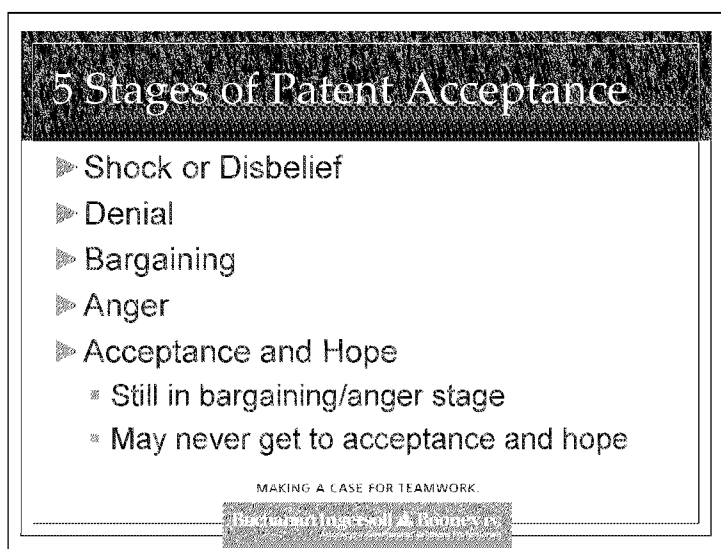 5 Stages of Patent Acceptance
Shock or Disbelief
Denial
Bargaining
Anger
Acceptance and Hope
Still in bargaining/anger stage
May never get to acceptance and hope
MAKING A CASE FOR TEAMWORK.
Buchanan Ingersoll & Rooney PC